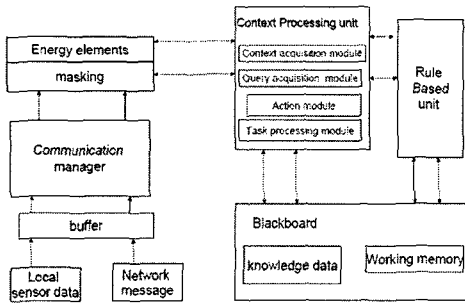 Energy elements
masking
Communication
manager
buffer
Local
sensor data
Network
message
Context Processing unit
Context acquisition module
Query acquisition module
Action module
Task processing module
Rule
Based
unit
Blackboard
knowledge data
Working memory